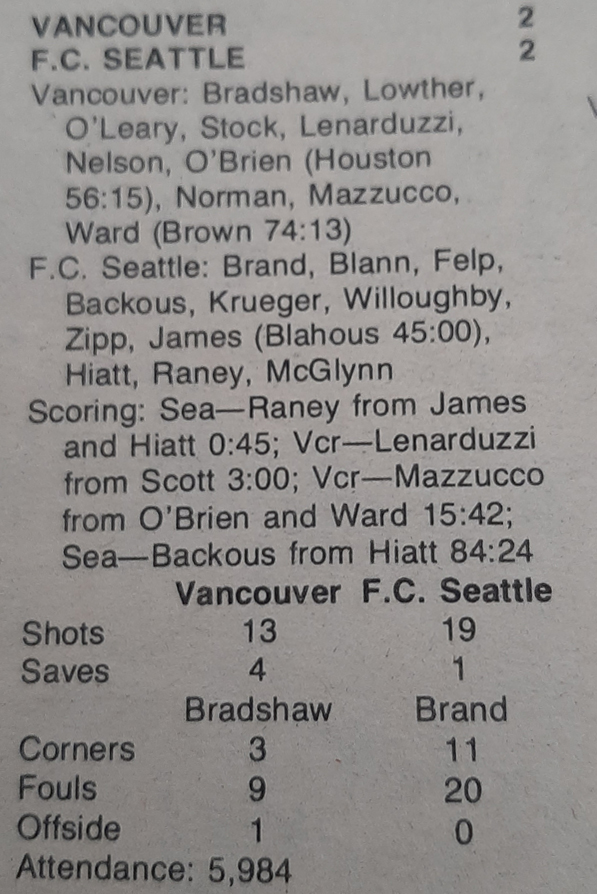 VANCOUVER 2
F.C. SEATTLE 2
Vancouver: Bradshaw, Lowther,
O'Leary, Stock, Lenarduzzi,
Nelson, O'Brien (Houston
56:15), Norman, Mazzucco,
Ward (Brown 74:13)
F.C. Seattle: Brand, Blann, Felp,
Backous, Krueger, Willoughby,
Zipp, James (Blahous 45:00),
Hiatt, Raney, McGlynn
Scoring: Sea—Raney from James
and Hiatt 0:45; Vcr—Lenarduzzi
from Scott 3:00; Vcr—Mazzucco
from O'Brien and Ward 15:42;
Sea—Backous from Hiatt 84:24
Vancouver F.C. Seattle
Shots 13 19
Saves 4 1
Bradshaw Brand
Corners 3 11
Fouls 9 20
Offside 1 0
Attendance: 5,984